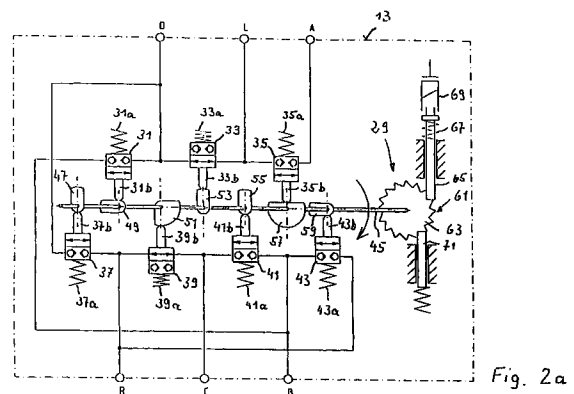 O L A
13
31a 33a 35a 69
31 33 35 67
29
47 31b 33b 55 35b 65
53 61
49 51 59 43b 45 63
37b 39b 41b 57 71
37 39 41 43
37a 39a 41a 43a
R C B
Fig. 2a